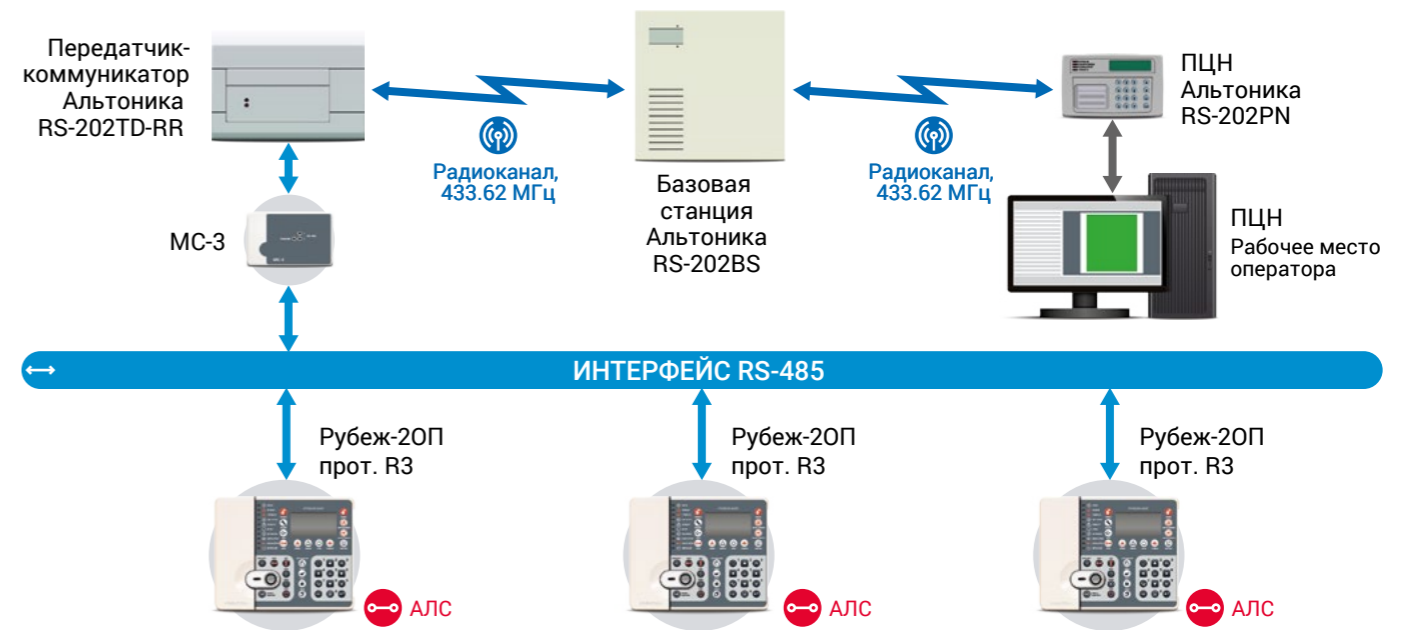 Передатчик-
коммуникатор
Альтоника
RS-202TD-RR
Радиоканал,
433.62 МГц
Базовая
станция
Альтоника
RS-202BS
Радиоканал,
433.62 МГц
ПЦН
Альтоника
RS-202PN
МС-3
ПЦН
Рабочее место
оператора
ИНТЕРФЕЙС RS-485
Рубеж-2ОП
прот. R3
АЛС
Рубеж-2ОП
прот. R3
АЛС
Рубеж-2ОП
прот. R3
АЛС